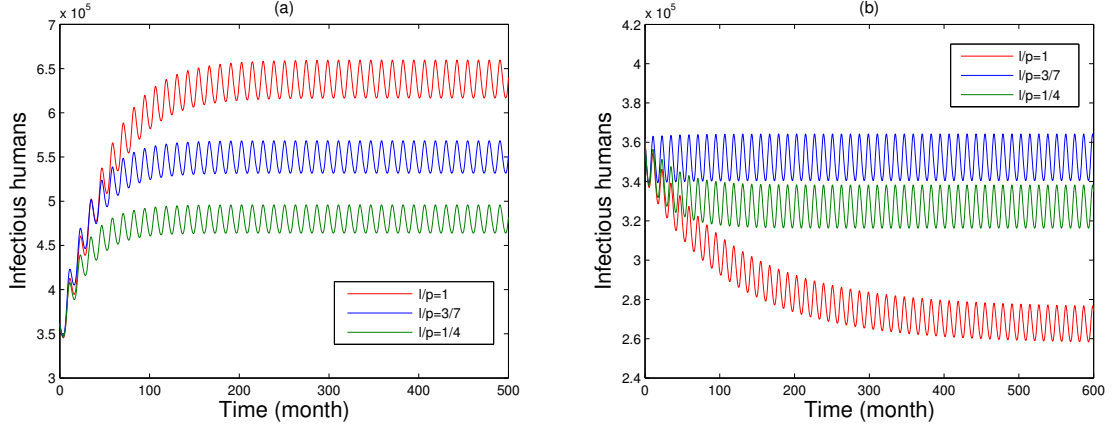 (a)
x 10^5
7
6.5
6
5.5
5
4.5
4
3.5
3
Infectious humans
0 100 200 300 400 500
Time (month)
l/p=1
l/p=3/7
l/p=1/4
(b)
x 10^5
4.2
4
3.8
3.6
3.4
3.2
3
2.8
2.6
2.4
Infectious humans
0 100 200 300 400 500 600
Time (month)
l/p=1
l/p=3/7
l/p=1/4